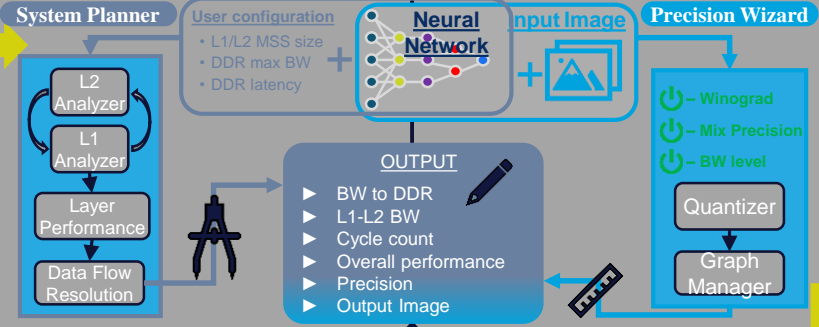 System Planner
User configuration
• L1/L2 MSS size
• DDR max BW
• DDR latency
+
Neural
Network
Input Image
+
Precision Wizard
L2
Analyzer
L1
Analyzer
Layer
Performance
Data Flow
Resolution
OUTPUT
► BW to DDR
► L1-L2 BW
► Cycle count
► Overall performance
► Precision
► Output Image
– Winograd
– Mix Precision
– BW level
Quantizer
Graph
Manager